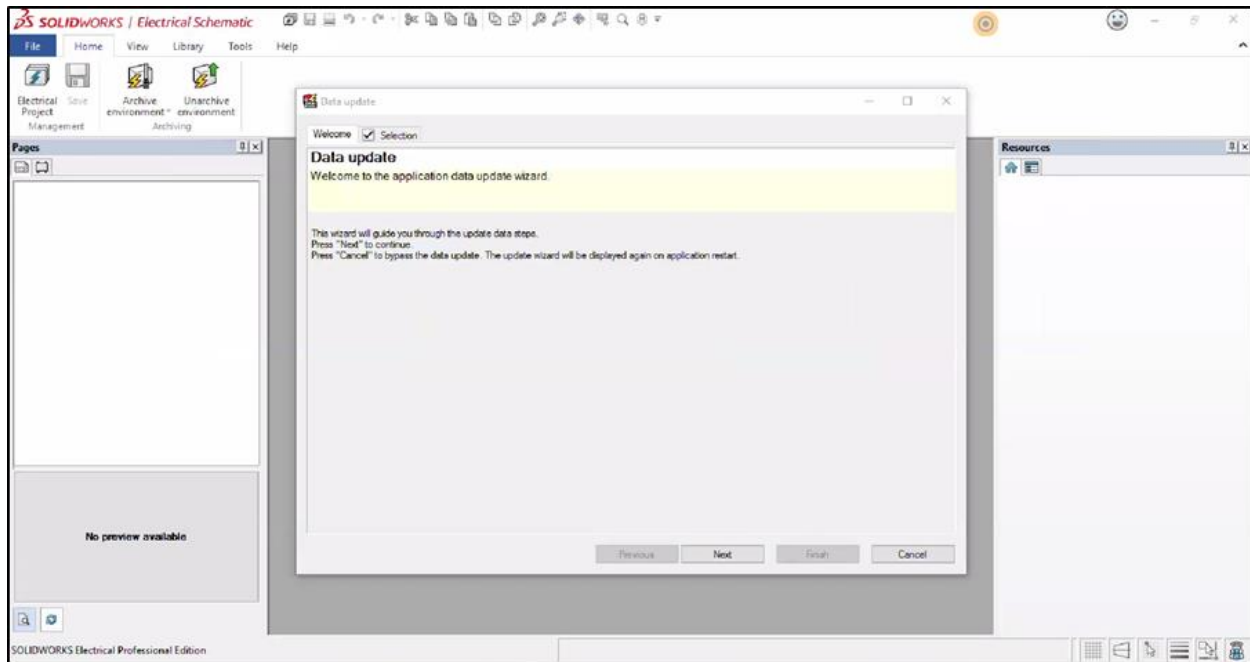 SOLIDWORKS | Electrical Schematic
File Home View Library Tools Help
Electrical Project
Save
Archive environment
Unarchive environment
Management
Archiving
Pages
No preview available
Data update
Welcome Selection
Data update
Welcome to the application data update wizard.
This wizard will guide you through the update data steps.
Press "Next" to continue.
Press "Cancel" to bypass the data update. The update wizard will be displayed again on application restart.
Previous Next Finish Cancel
Resources
SOLIDWORKS Electrical Professional Edition